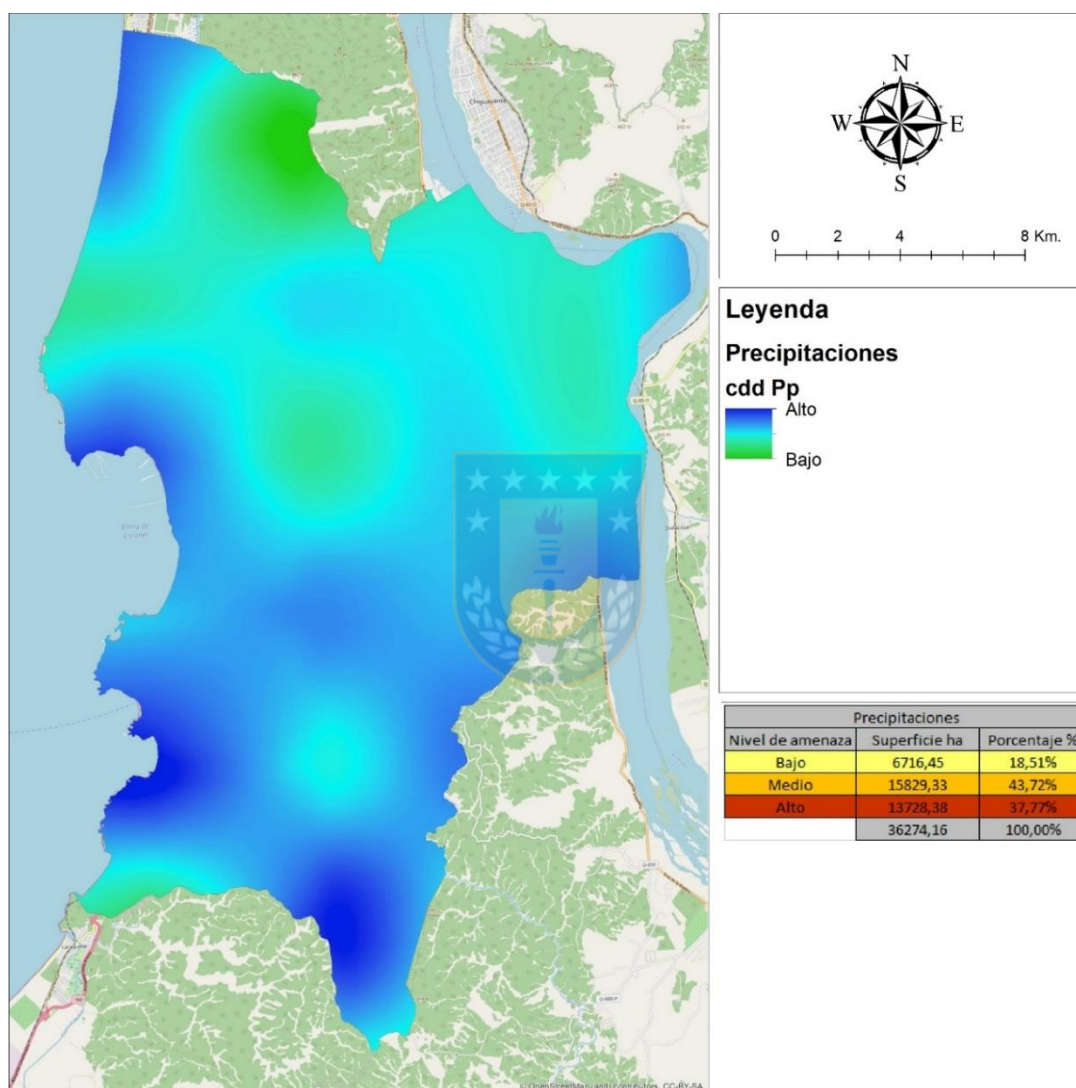 Chiguayante
Bahía de
Coronel
N
W E
S
0 2 4 8 Km.
Leyenda
Precipitaciones
cdd Pp
Alto
Bajo
Precipitaciones
Nivel de amenaza Superficie ha Porcentaje %
Bajo 6716,45 18,51%
Medio 15829,33 43,72%
Alto 13728,38 37,77%
36274,16 100,00%
160
© OpenStreetMap and contributors, CC-BY-SA